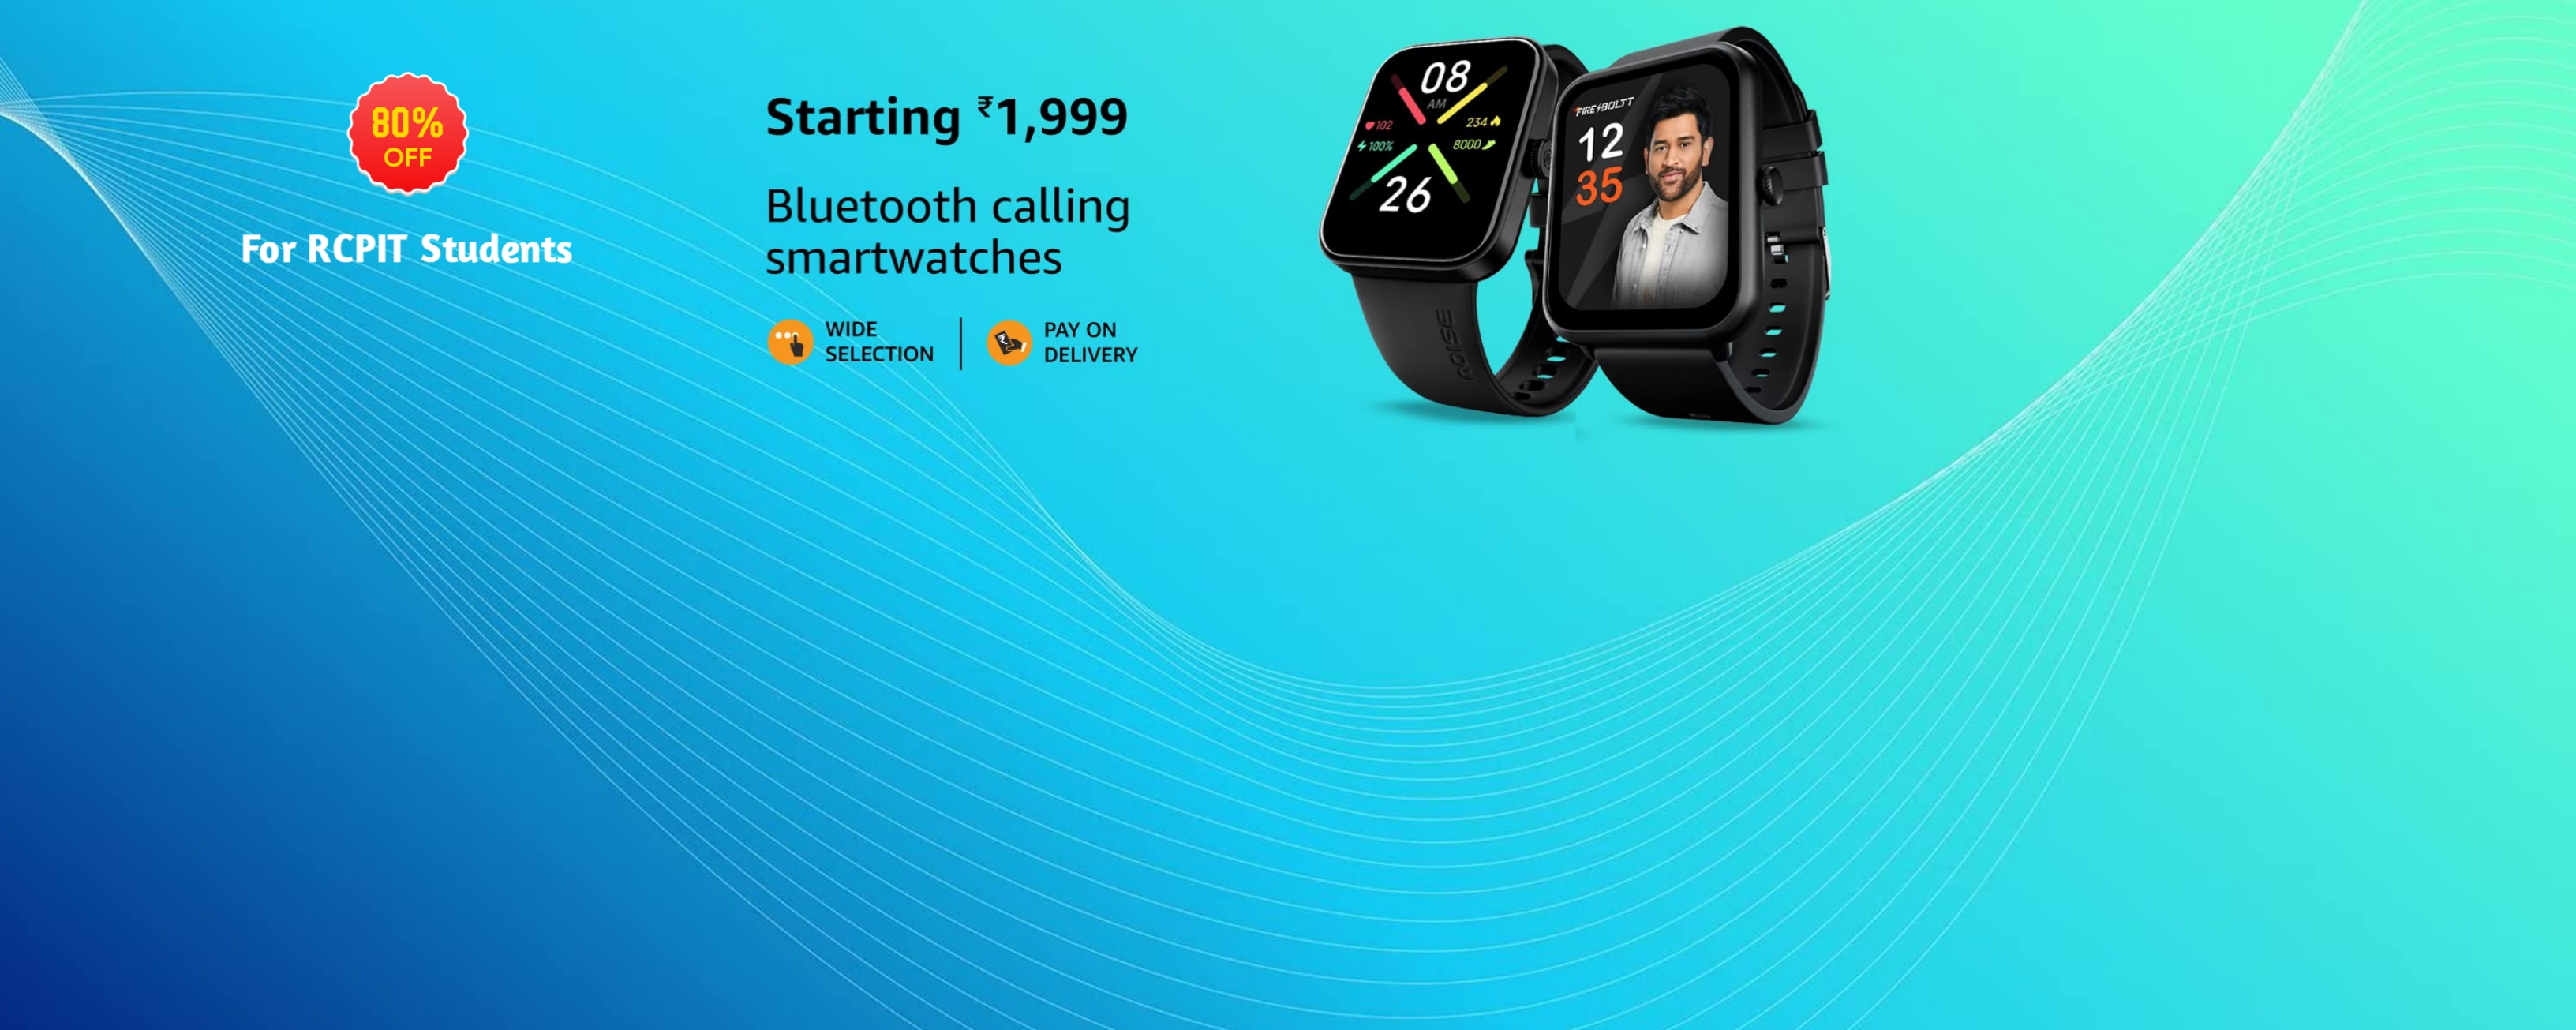 80%
OFF
For RCPIT Students
Starting ₹1,999
Bluetooth calling
smartwatches
WIDE
SELECTION
PAY ON
DELIVERY
08
AM
102
234
100%
8000
26
NOISE
FIRE BOLTT
12
35